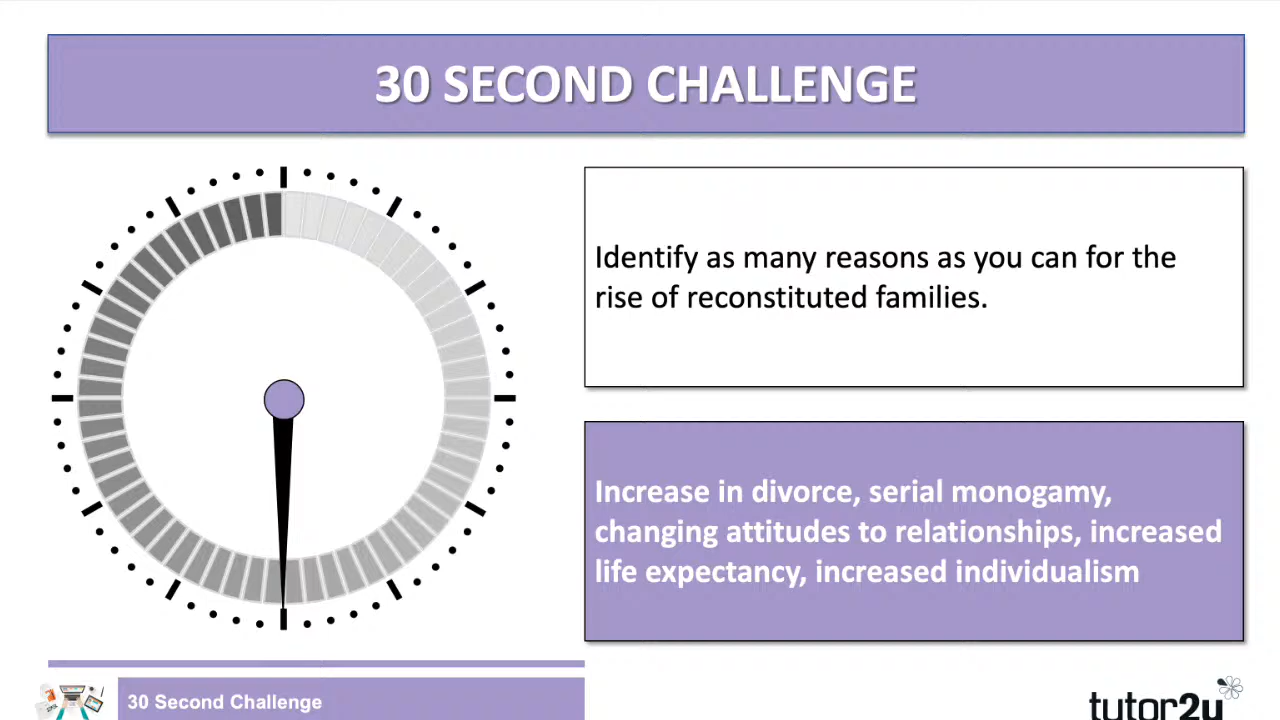 30 SECOND CHALLENGE
Identify as many reasons as you can for the
rise of reconstituted families.
Increase in divorce, serial monogamy,
changing attitudes to relationships, increased
life expectancy, increased individualism
30 Second Challenge
tutor2u